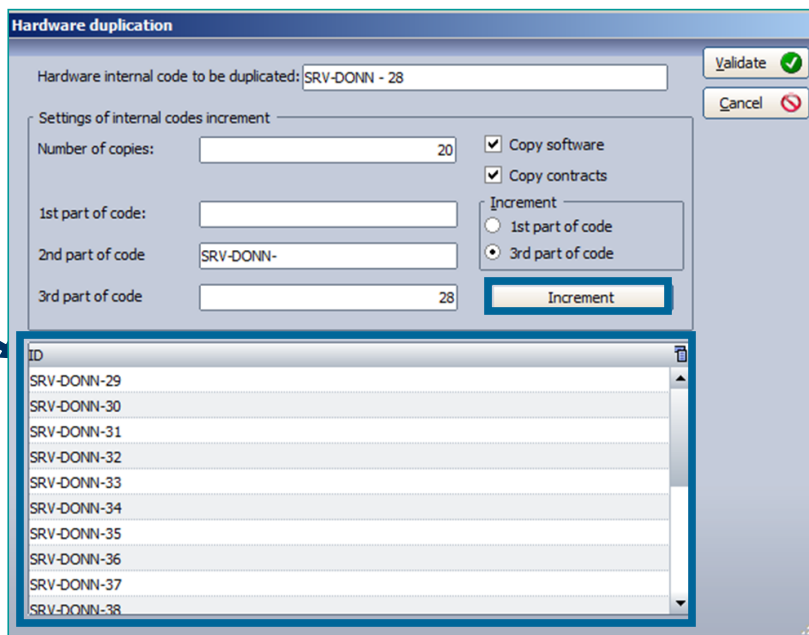 Hardware duplication
Hardware internal code to be duplicated: SRV-DONN - 28
Validate
Cancel
Settings of internal codes increment
Number of copies: 20
Copy software
Copy contracts
1st part of code:
Increment
1st part of code
2nd part of code SRV-DONN-
3rd part of code
3rd part of code 28
Increment
ID
SRV-DONN-29
SRV-DONN-30
SRV-DONN-31
SRV-DONN-32
SRV-DONN-33
SRV-DONN-34
SRV-DONN-35
SRV-DONN-36
SRV-DONN-37
SRV-DONN-38